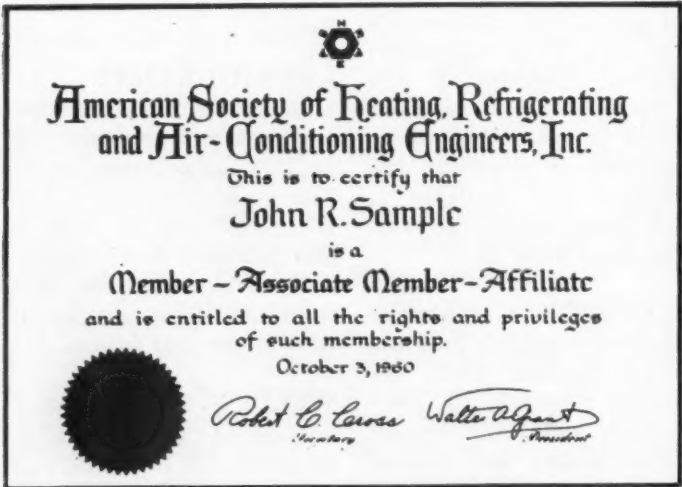 American Society of Heating, Refrigerating
and Air-Conditioning Engineers, Inc.
This is to certify that
John R. Sample
is a
Member - Associate Member - Affiliate
and is entitled to all the rights and privileges
of such membership.
October 3, 1960
Robert C. Cross Walter A. Grant
Secretary President